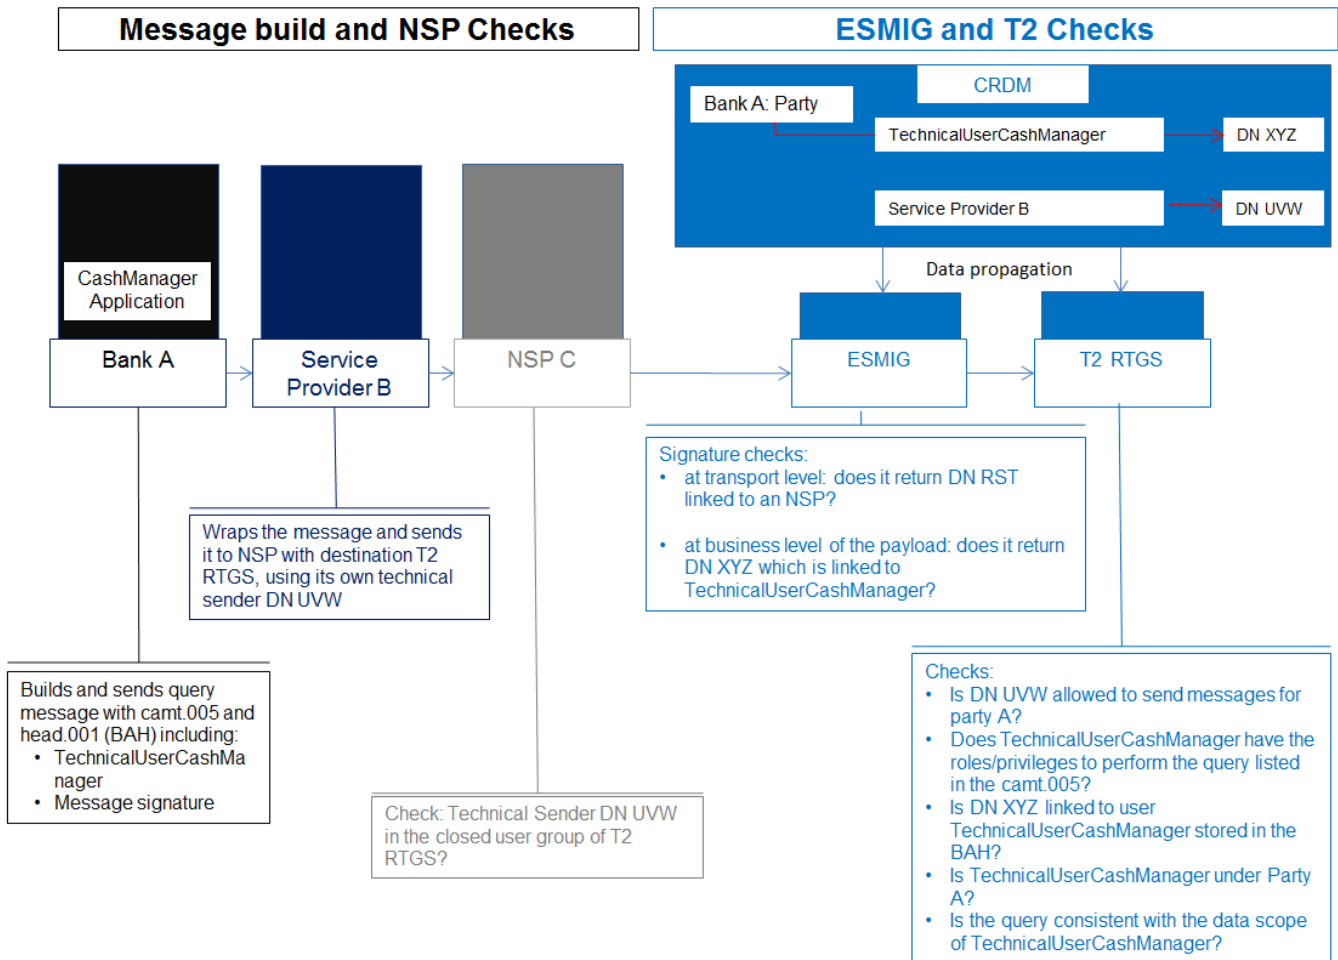 Message build and NSP Checks
ESMIG and T2 Checks
CRDM
Bank A: Party
TechnicalUserCashManager
DN XYZ
Service Provider B
DN UVW
Data propagation
CashManager
Application
Bank A
Service
Provider B
NSP C
ESMIG
T2 RTGS
Signature checks:
• at transport level: does it return DN RST
linked to an NSP?
• at business level of the payload: does it return
DN XYZ which is linked to
TechnicalUserCashManager?
Wraps the message and sends
it to NSP with destination T2
RTGS, using its own technical
sender DN UVW
Builds and sends query
message with camt.005 and
head.001 (BAH) including:
• TechnicalUserCashMa
nager
• Message signature
Check: Technical Sender DN UVW
in the closed user group of T2
RTGS?
Checks:
• Is DN UVW allowed to send messages for
party A?
• Does TechnicalUserCashManager have the
roles/privileges to perform the query listed
in the camt.005?
• Is DN XYZ linked to user
TechnicalUserCashManager stored in the
BAH?
• Is TechnicalUserCashManager under Party
A?
• Is the query consistent with the data scope
of TechnicalUserCashManager?